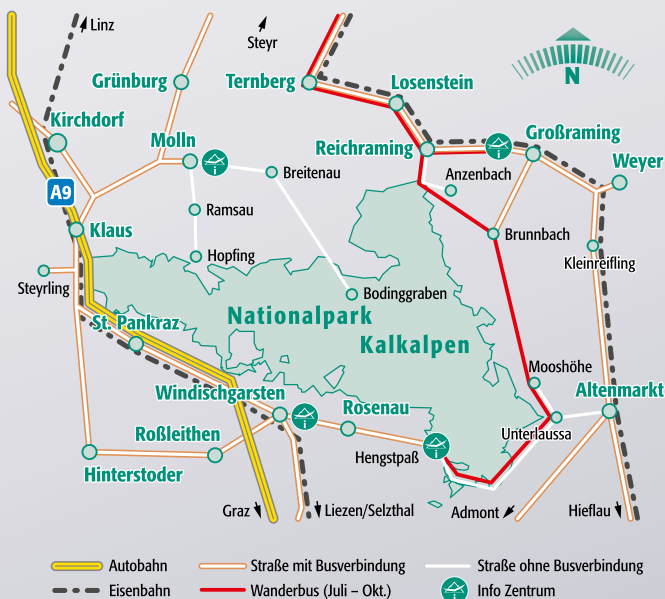 Linz
Steyr
N
Grünburg
Ternberg
Losenstein
Kirchdorf
Molln
Reichraming
Großraming
Weyer
Breitenau
Anzenbach
A9
Ramsau
Klaus
Brunnbach
Hopfing
Kleinreifling
Steyrling
Bodinggraben
Nationalpark
Kalkalpen
St. Pankraz
Mooshöhe
Windischgarsten
Altenmarkt
Rosenau
Roßleithen
Unterlaussa
Hengstpaß
Hinterstoder
Graz
Liezen/Selzthal
Admont
Hieflau
Autobahn
Straße mit Busverbindung
Straße ohne Busverbindung
Eisenbahn
Wanderbus (Juli – Okt.)
Info Zentrum